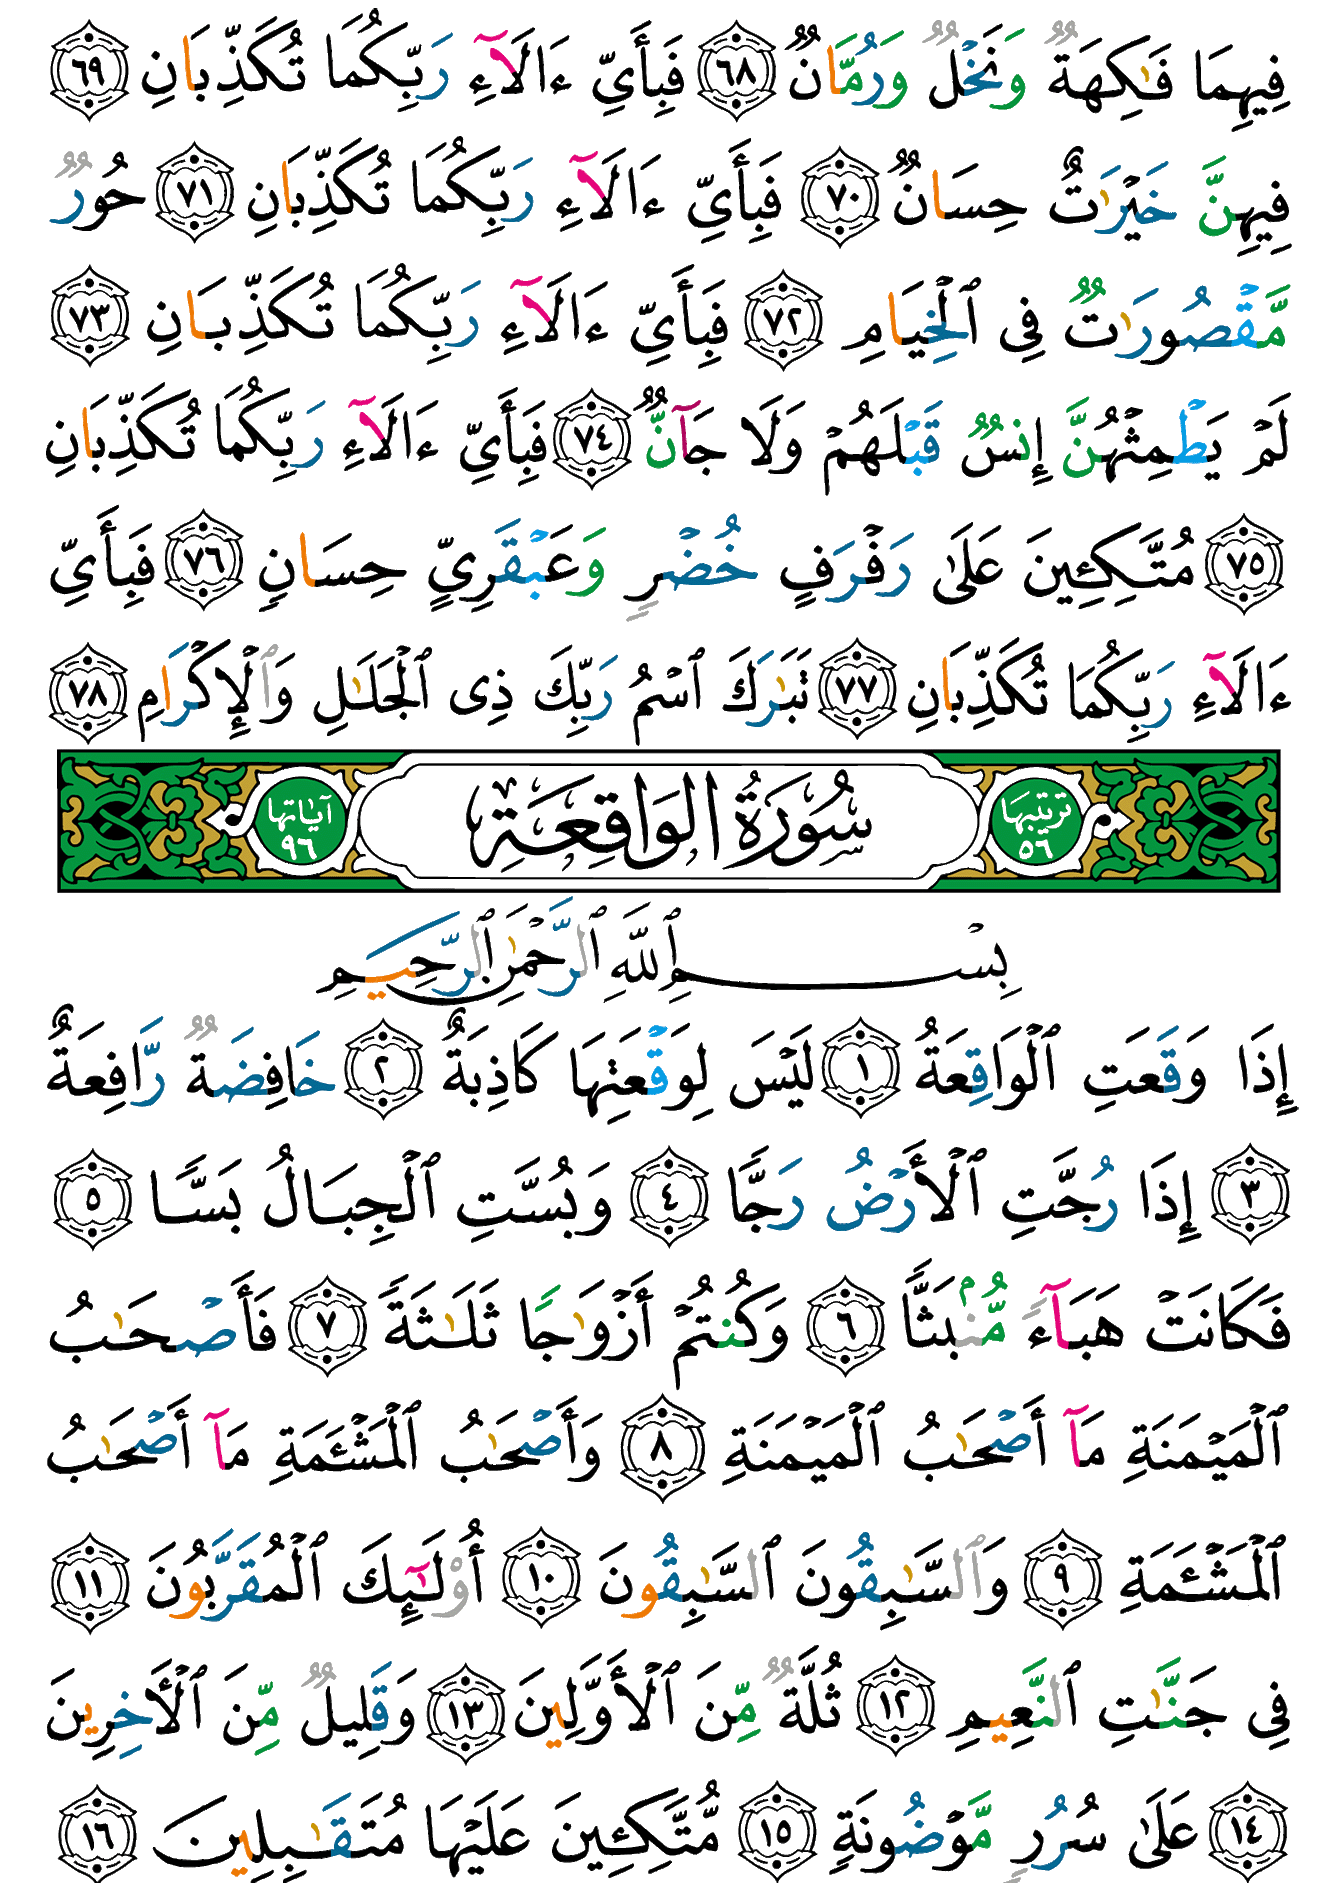 فِيهِمَا فَـٰكِهَةٌ وَنَخْلٌ وَرُمَّانٌ ٦٨ فَبِأَيِّ ءَالَآءِ رَبِّكُمَا تُكَذِّبَانِ ٦٩
فِيهِنَّ خَيْرَٰتٌ حِسَانٌ ٧٠ فَبِأَيِّ ءَالَآءِ رَبِّكُمَا تُكَذِّبَانِ ٧١ حُورٌ
مَّقْصُورَٰتٌ فِى ٱلْخِيَامِ ٧٢ فَبِأَيِّ ءَالَآءِ رَبِّكُمَا تُكَذِّبَانِ ٧٣
لَمْ يَطْمِثْهُنَّ إِنسٌ قَبْلَهُمْ وَلَا جَآنٌّ ٧٤ فَبِأَيِّ ءَالَآءِ رَبِّكُمَا تُكَذِّبَانِ
٧٥ مُتَّكِـِٔينَ عَلَىٰ رَفْرَفٍ خُضْرٍ وَعَبْقَرِيٍّ حِسَانٍ ٧٦ فَبِأَيِّ
ءَالَآءِ رَبِّكُمَا تُكَذِّبَانِ ٧٧ تَبَـٰرَكَ ٱسْمُ رَبِّكَ ذِى ٱلْجَلَـٰلِ وَٱلْإِكْرَامِ ٧٨
ترتيبها ٥٦ سُورَةُ الوَاقِعَةِ آياتها ٩٦
بِسْمِ ٱللَّهِ ٱلرَّحْمَـٰنِ ٱلرَّحِيمِ
إِذَا وَقَعَتِ ٱلْوَاقِعَةُ ١ لَيْسَ لِوَقْعَتِهَا كَاذِبَةٌ ٢ خَافِضَةٌ رَّافِعَةٌ
٣ إِذَا رُجَّتِ ٱلْأَرْضُ رَجًّا ٤ وَبُسَّتِ ٱلْجِبَالُ بَسًّا ٥
فَكَانَتْ هَبَآءً مُّنۢبَثًّا ٦ وَكُنتُمْ أَزْوَٰجًا ثَلَـٰثَةً ٧ فَأَصْحَـٰبُ
ٱلْمَيْمَنَةِ مَآ أَصْحَـٰبُ ٱلْمَيْمَنَةِ ٨ وَأَصْحَـٰبُ ٱلْمَشْـَٔمَةِ مَآ أَصْحَـٰبُ
ٱلْمَشْـَٔمَةِ ٩ وَٱلسَّـٰبِقُونَ ٱلسَّـٰبِقُونَ ١٠ أُو۟لَـٰٓئِكَ ٱلْمُقَرَّبُونَ ١١
فِى جَنَّـٰتِ ٱلنَّعِيمِ ١٢ ثُلَّةٌ مِّنَ ٱلْأَوَّلِينَ ١٣ وَقَلِيلٌ مِّنَ ٱلْأَخِرِينَ
١٤ عَلَىٰ سُرُرٍ مَّوْضُونَةٍ ١٥ مُّتَّكِـِٔينَ عَلَيْهَا مُتَقَـٰبِلِينَ ١٦